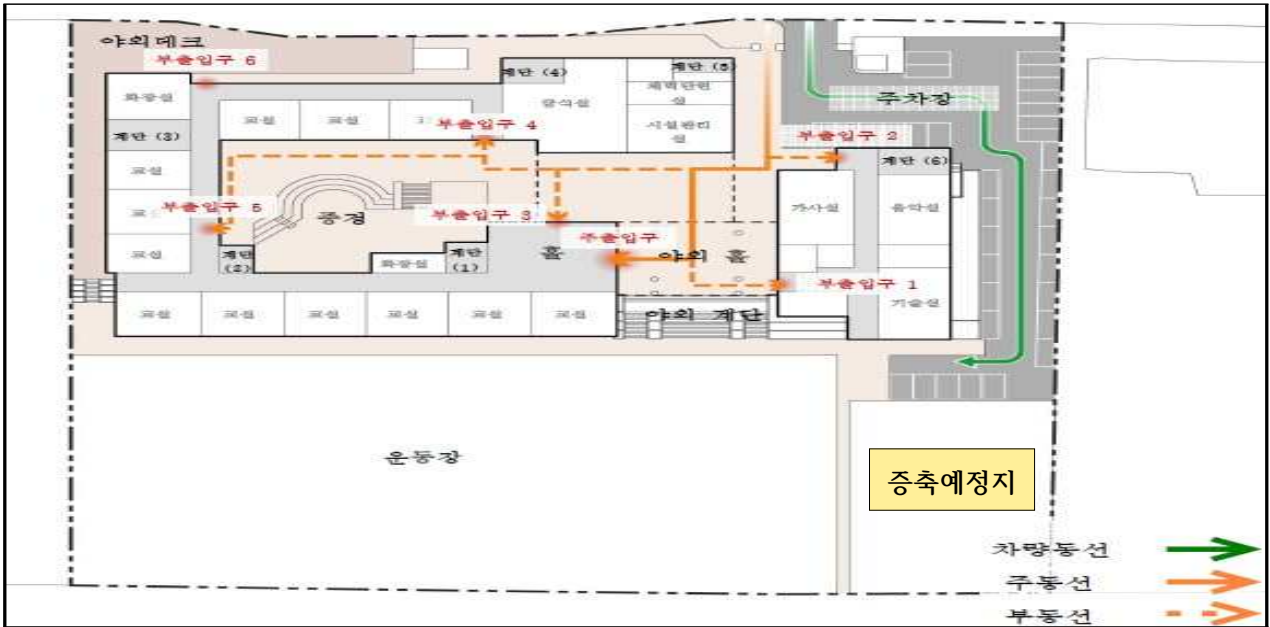 야외데크
부출입구 6
화장실
계단 (3)
교실
교실
교실
교실
부출입구 4
계단 (4)
계단 (5)
체력단련
실
시설관리
실
주차장
부출입구 2
계단 (6)
가사실
음악실
부출입구 5
중정
부출입구 3
주출입구
야외 홀
홀
교실
계단
(2)
화장실
계단
(1)
부출입구 1
기술실
교실
교실
교실
교실
교실
교실
야외 계단
운동장
증축예정지
차량동선
주동선
부동선